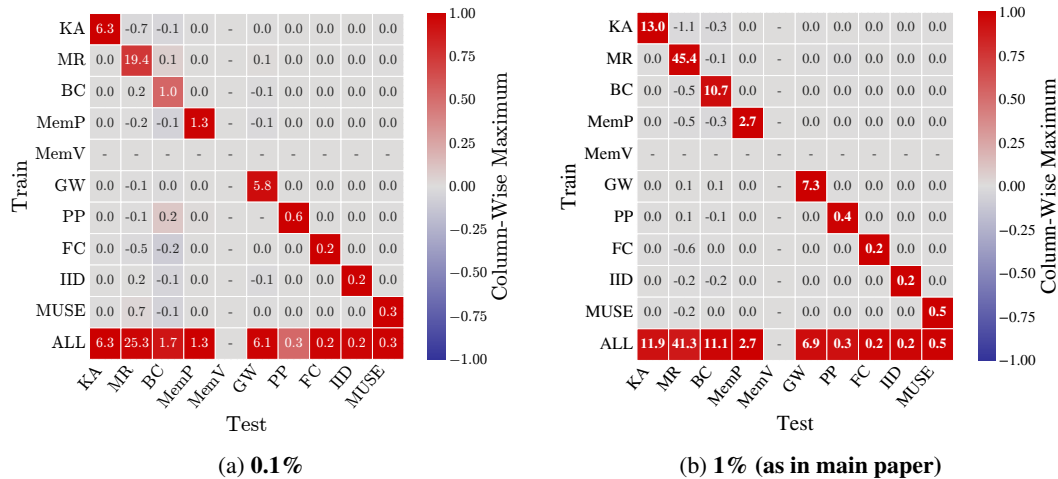 KA 6.3 -0.7 -0.1 0.0 - 0.0 0.0 0.0 0.0 0.0
MR 0.0 19.4 0.1 0.0 - 0.1 0.0 0.0 0.0 0.0
BC 0.0 0.2 1.0 0.0 - -0.1 0.0 0.0 0.0 0.0
MemP 0.0 -0.2 -0.1 1.3 - -0.1 0.0 0.0 0.0 0.0
MemV - - - - - - - - - -
GW 0.0 -0.1 0.0 0.0 - 5.8 0.0 0.0 0.0 0.0
PP 0.0 -0.1 0.2 0.0 - - 0.6 0.0 0.0 0.0
FC 0.0 -0.5 -0.2 0.0 - 0.0 0.0 0.2 0.0 0.0
IID 0.0 0.2 -0.1 0.0 - -0.1 0.0 0.0 0.2 0.0
MUSE 0.0 0.7 -0.1 0.0 - 0.0 0.0 0.0 0.0 0.3
ALL 6.3 25.3 1.7 1.3 - 6.1 0.3 0.2 0.2 0.3
KA MR BC MemP MemV GW PP FC IID MUSE
Train
Test
1.00
0.75
0.50
0.25
0.00
−0.25
−0.50
−0.75
−1.00
Column-Wise Maximum
(a) 0.1%
KA 13.0 -1.1 -0.3 0.0 - 0.0 0.0 0.0 0.0 0.0
MR 0.0 45.4 -0.1 0.0 - 0.0 0.0 0.0 0.0 0.0
BC 0.0 -0.5 10.7 0.0 - 0.0 0.0 0.0 0.0 0.0
MemP 0.0 -0.5 -0.3 2.7 - 0.0 0.0 0.0 0.0 0.0
MemV - - - - - - - - - -
GW 0.0 0.1 0.1 0.0 - 7.3 0.0 0.0 0.0 0.0
PP 0.0 0.1 -0.1 0.0 - 0.0 0.4 0.0 0.0 0.0
FC 0.0 -0.6 0.0 0.0 - 0.0 0.0 0.2 0.0 0.0
IID 0.0 -0.2 -0.2 0.0 - 0.0 0.0 0.0 0.2 0.0
MUSE 0.0 -0.2 0.0 0.0 - 0.0 0.0 0.0 0.0 0.5
ALL 11.9 41.3 11.1 2.7 - 6.9 0.3 0.2 0.2 0.5
KA MR BC MemP MemV GW PP FC IID MUSE
Train
Test
1.00
0.75
0.50
0.25
0.00
−0.25
−0.50
−0.75
−1.00
Column-Wise Maximum
(b) 1% (as in main paper)